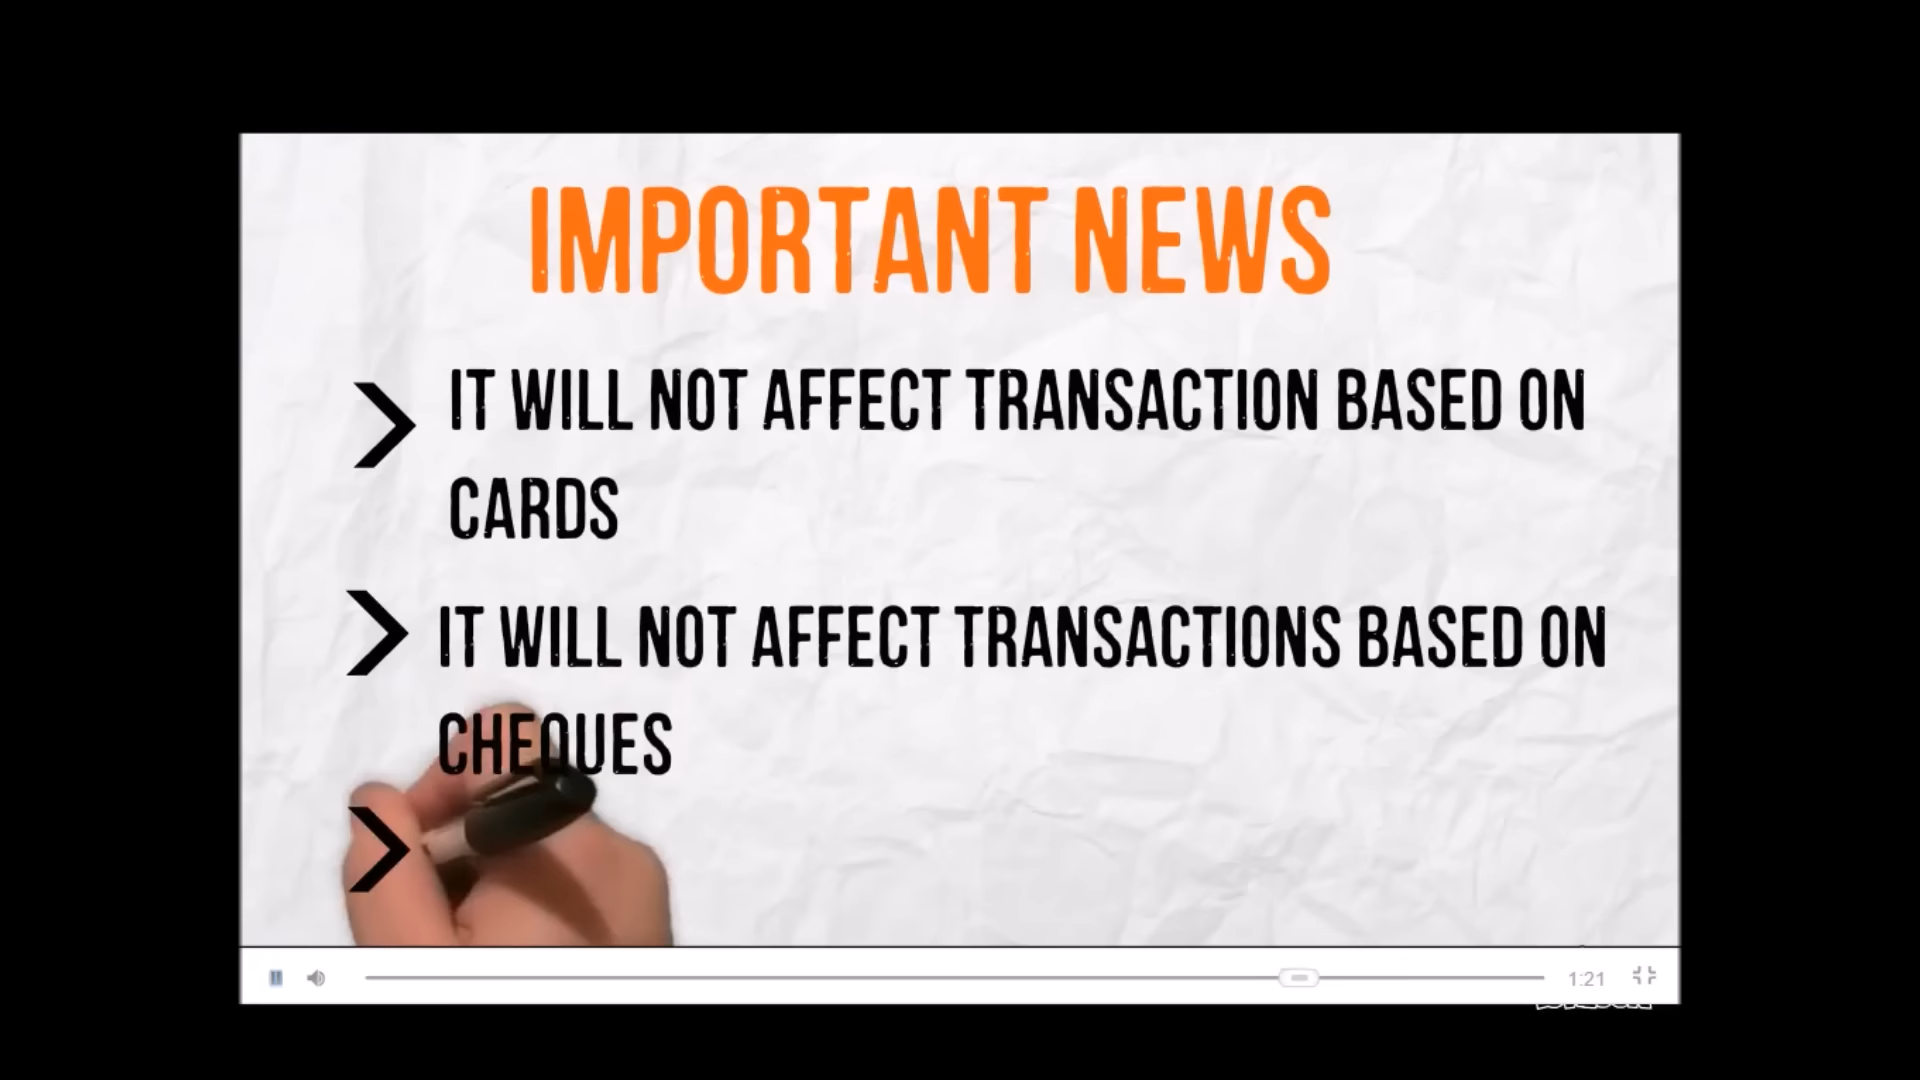 IMPORTANT NEWS
IT WILL NOT AFFECT TRANSACTION BASED ON
CARDS
IT WILL NOT AFFECT TRANSACTIONS BASED ON
CHEQUES
1:21